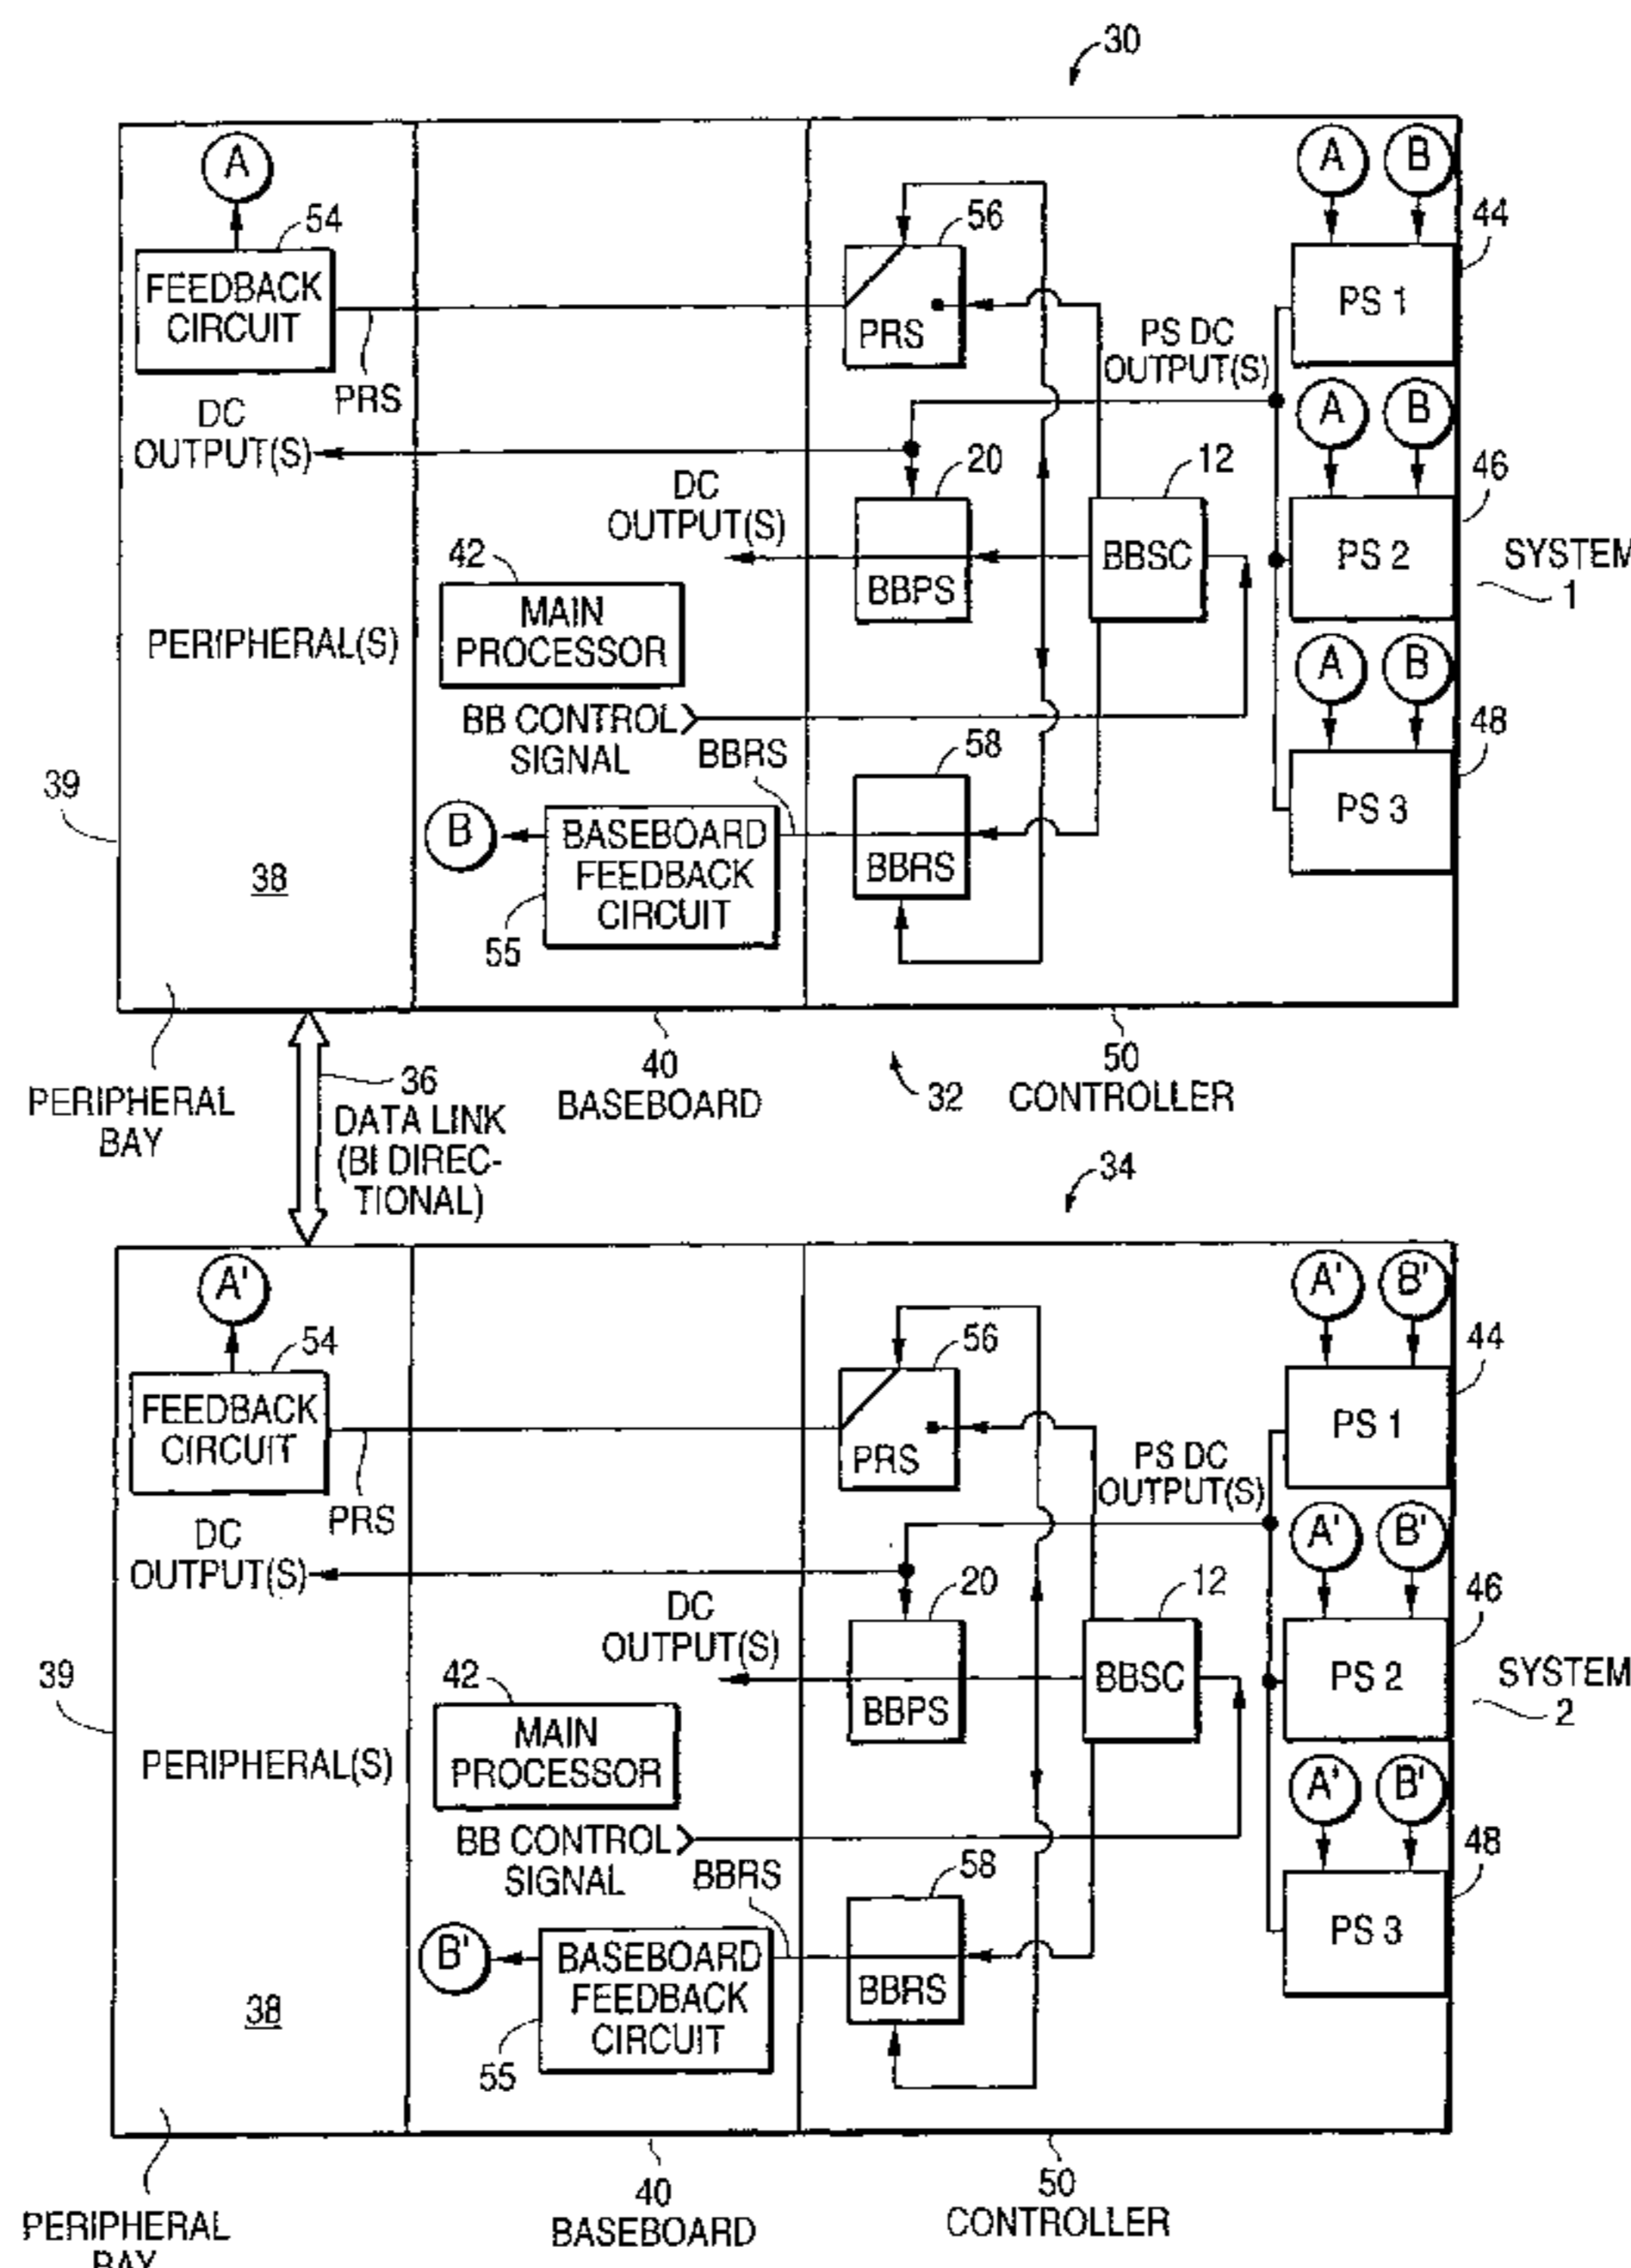 30
A
A
B
54
56
44
FEEDBACK
CIRCUIT
PS 1
PRS
PS DC
OUTPUT(S)
PRS
DC
OUTPUT(S)
A
B
20
12
46
DC
OUTPUT(S)
42
BBSC
PS 2
SYSTEM
1
BBPS
MAIN
PROCESSOR
PERIPHERAL(S)
A
B
BB CONTROL
SIGNAL
BBRS
58
48
39
PS 3
B
BASEBOARD
FEEDBACK
CIRCUIT
BBRS
38
55
40
BASEBOARD
32
50
CONTROLLER
PERIPHERAL
BAY
36
DATA LINK
(BI DIREC-
TIONAL)
34
A'
A'
B'
54
56
44
FEEDBACK
CIRCUIT
PS 1
PRS
PS DC
OUTPUT(S)
PRS
DC
OUTPUT(S)
A'
B'
20
12
46
DC
OUTPUT(S)
39
42
BBSC
PS 2
SYSTEM
2
BBPS
MAIN
PROCESSOR
PERIPHERAL(S)
A'
B'
BB CONTROL
SIGNAL
BBRS
58
48
PS 3
B'
BASEBOARD
FEEDBACK
CIRCUIT
BBRS
38
55
40
BASEBOARD
50
CONTROLLER
PERIPHERAL
BAY